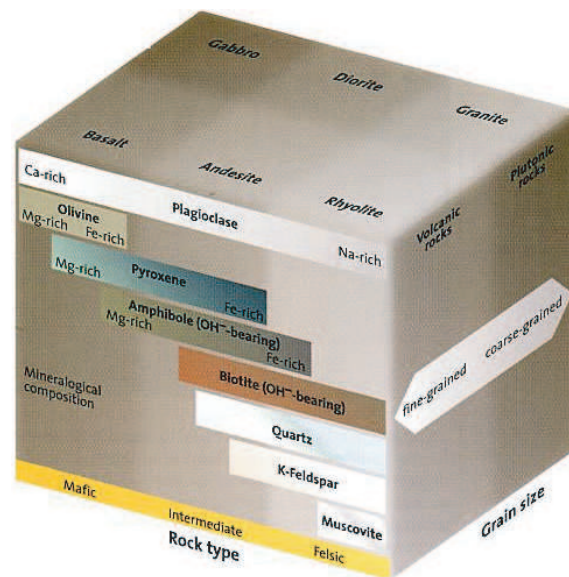 Gabbro
Diorite
Granite
Basalt
Andesite
Rhyolite
Plutonic
rocks
Volcanic
rocks
Ca-rich
Plagioclase
Na-rich
Olivine
Mg-rich
Fe-rich
Pyroxene
Mg-rich
Fe-rich
Amphibole (OH⁻-bearing)
Mg-rich
Fe-rich
Biotite (OH⁻-bearing)
Mineralogical
composition
Quartz
K-Feldspar
Muscovite
fine-grained
coarse-grained
Mafic
Intermediate
Felsic
Rock type
Grain size